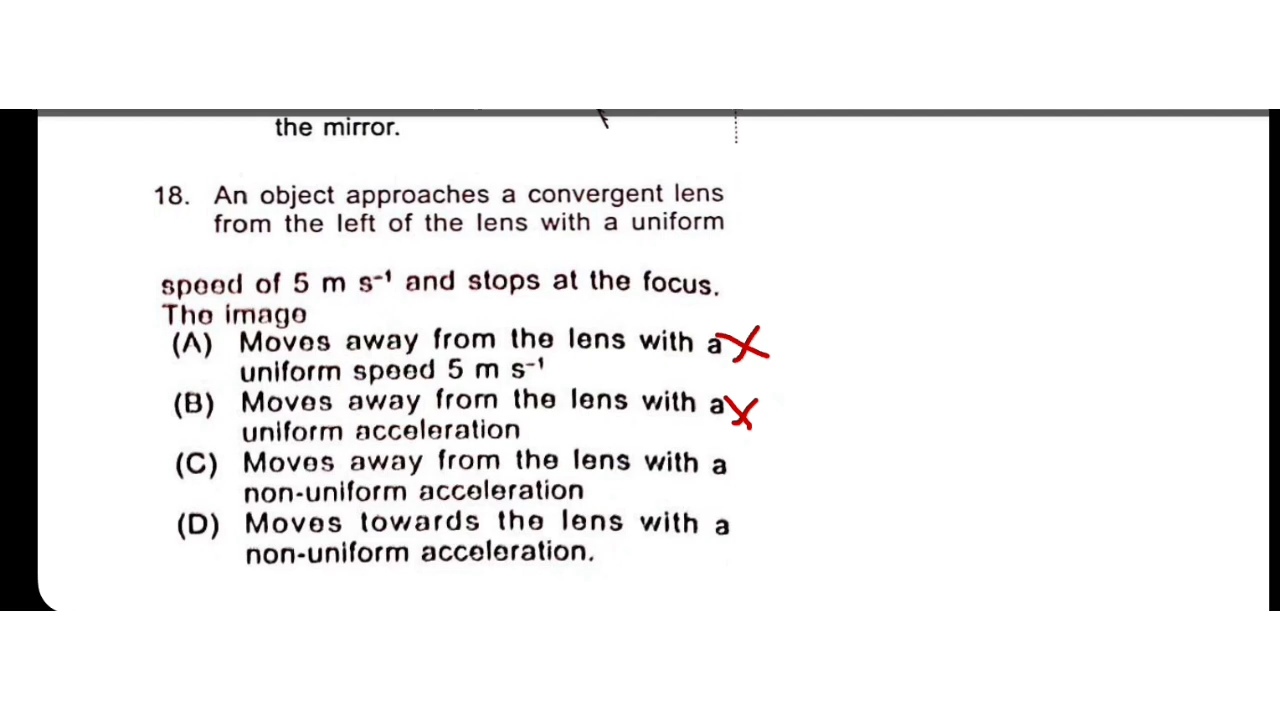 the mirror.
18. An object approaches a convergent lens
from the left of the lens with a uniform
speed of 5 m s⁻¹ and stops at the focus.
The image
(A) Moves away from the lens with a
uniform speed 5 m s⁻¹
(B) Moves away from the lens with a
uniform acceleration
(C) Moves away from the lens with a
non-uniform acceleration
(D) Moves towards the lens with a
non-uniform acceleration.